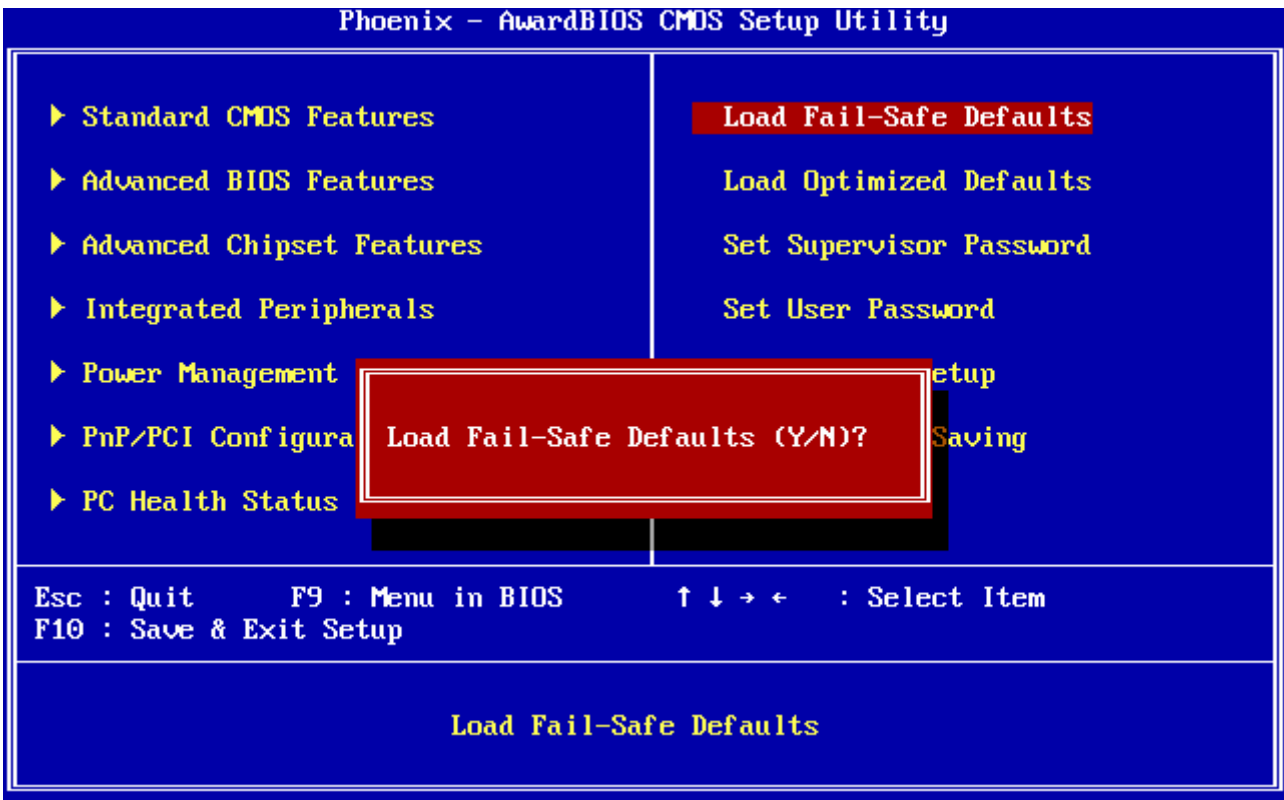 Phoenix - AwardBIOS CMOS Setup Utility
Standard CMOS Features
Advanced BIOS Features
Advanced Chipset Features
Integrated Peripherals
Power Management
PnP/PCI Configura
PC Health Status
Load Fail-Safe Defaults
Load Optimized Defaults
Set Supervisor Password
Set User Password
etup
Saving
Load Fail-Safe Defaults (Y/N)?
Esc : Quit F9 : Menu in BIOS ↑ ↓ → ← : Select Item
F10 : Save & Exit Setup
Load Fail-Safe Defaults